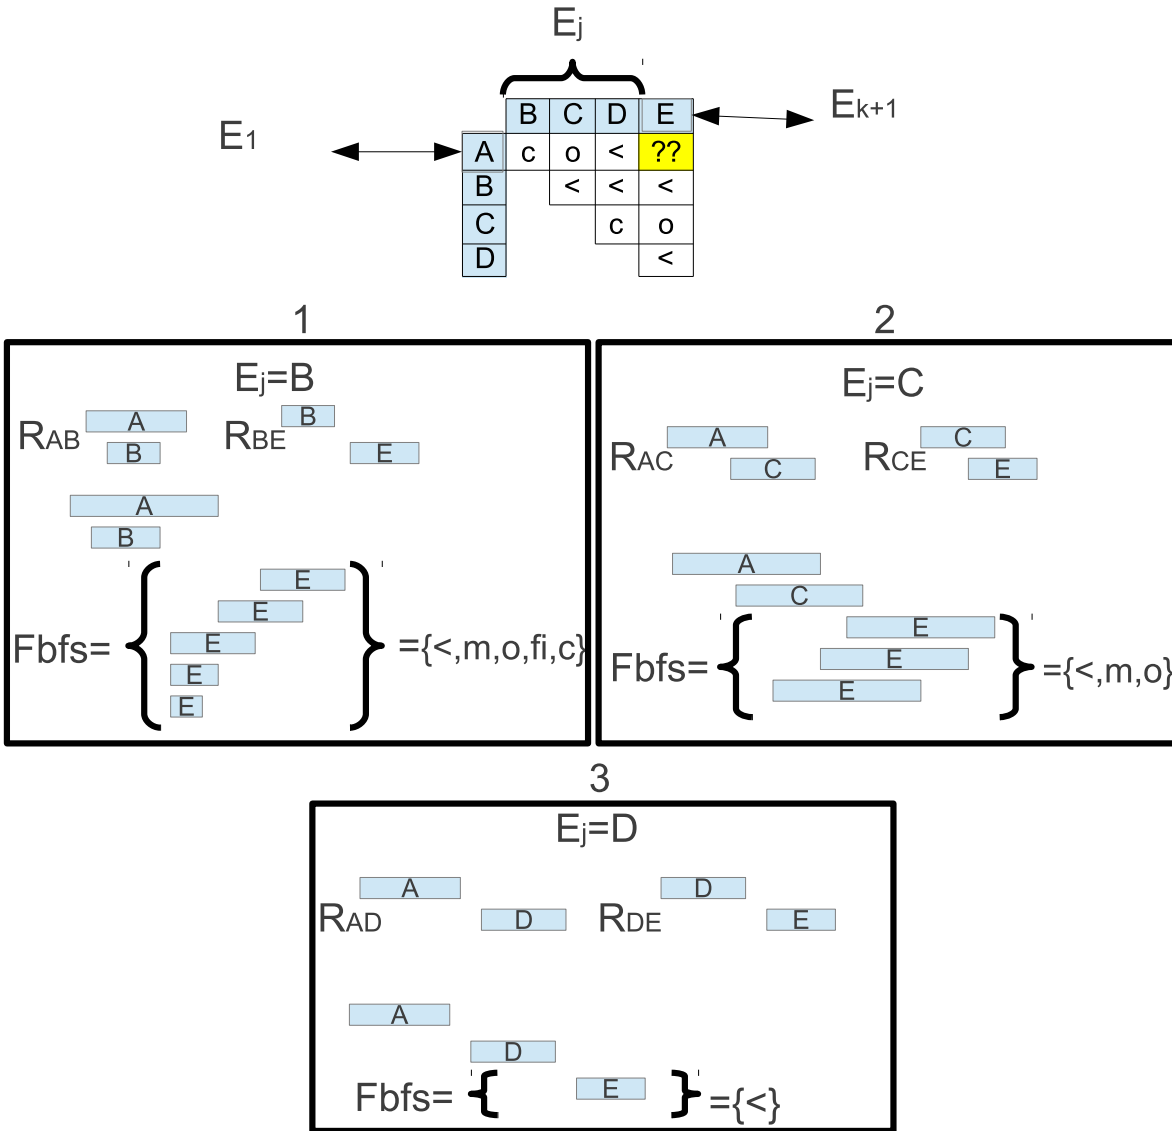 Ej
B C D E
Ek+1
E1
A c o < ??
B < < <
C c o
D <
1
Ej=B
RAB A B
RBE B E
A
B
E
E
Fbfs= E ={<,m,o,fi,c}
E
E
2
Ej=C
RAC A C
RCE C E
A
C
E
Fbfs= E ={<,m,o}
E
3
Ej=D
RAD A D
RDE D E
A
D
Fbfs= { E } ={<}